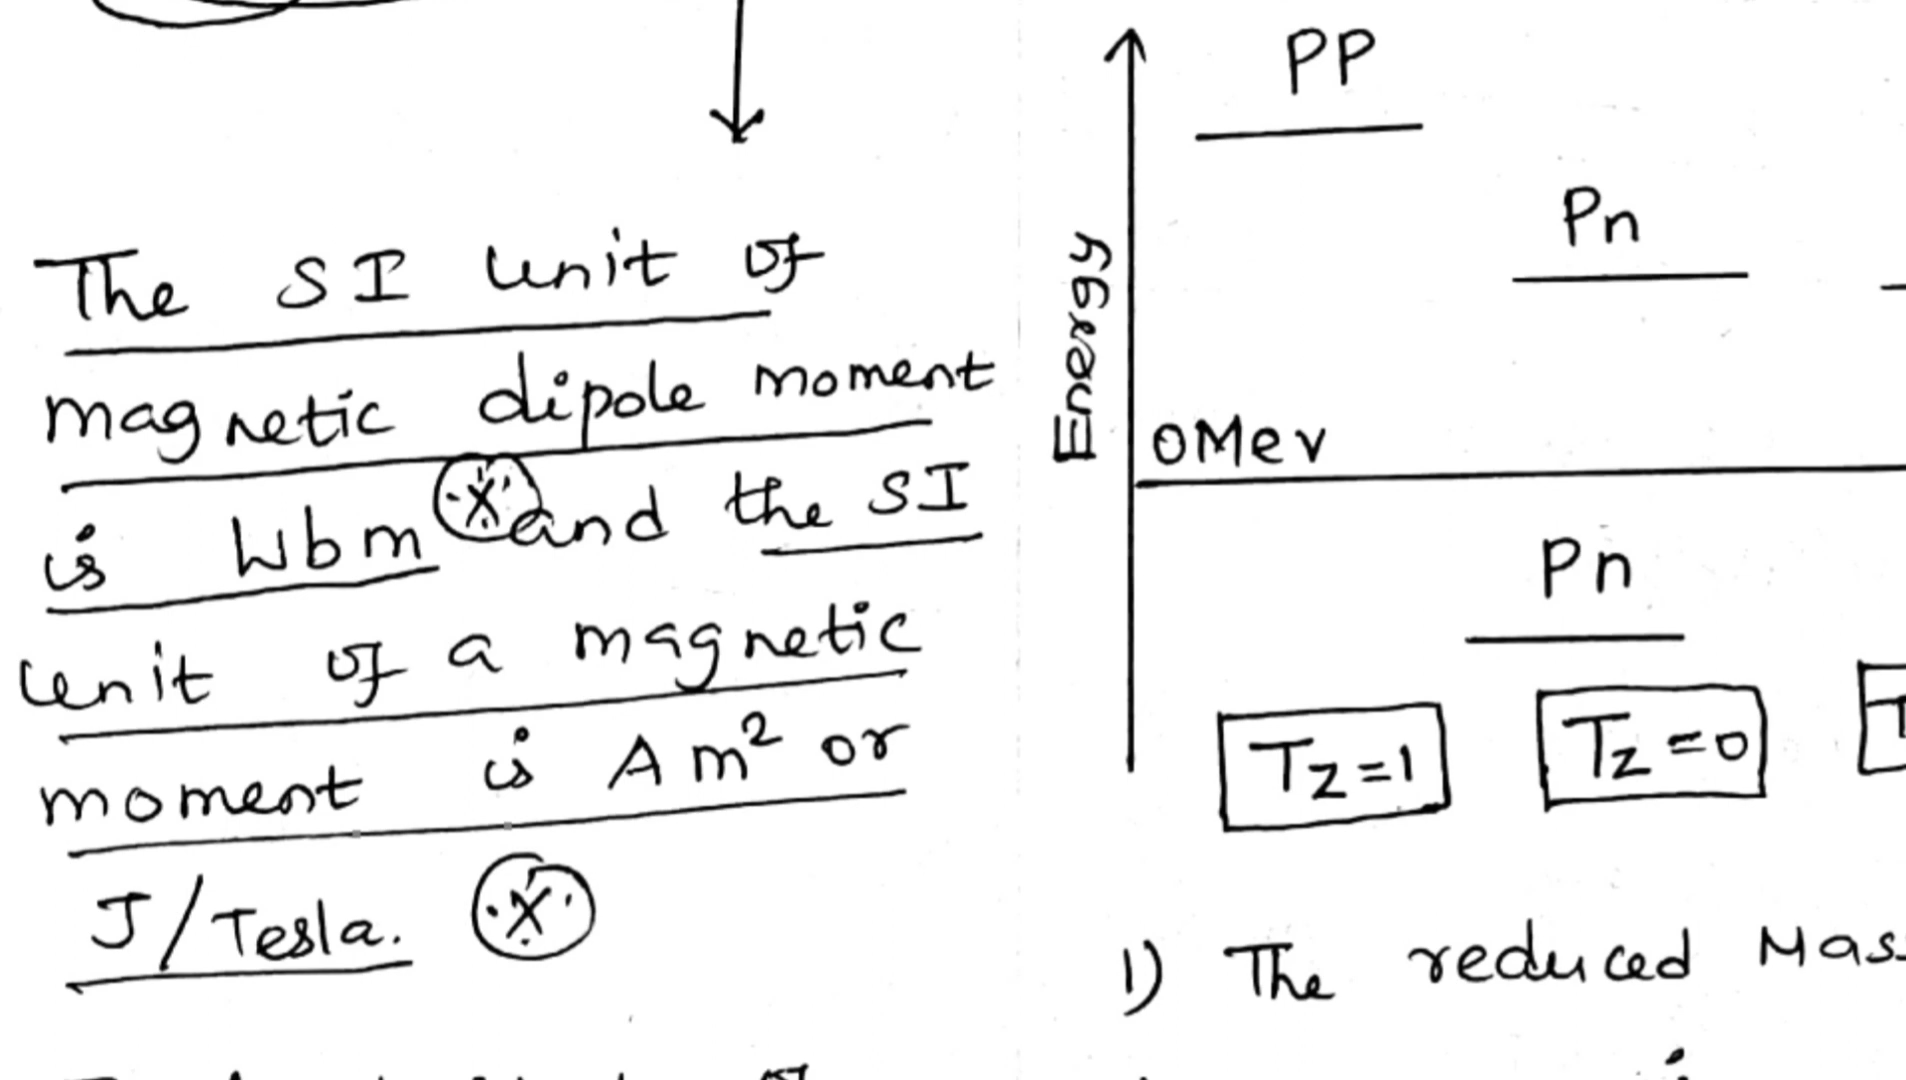 The SI unit of
magnetic dipole moment
is Wbm and the SI
unit of a magnetic
moment is Am² or
J/Tesla.
PP
Pn
Energy
0Mev
Pn
Tz=1
Tz=0
1) The reduced Mas